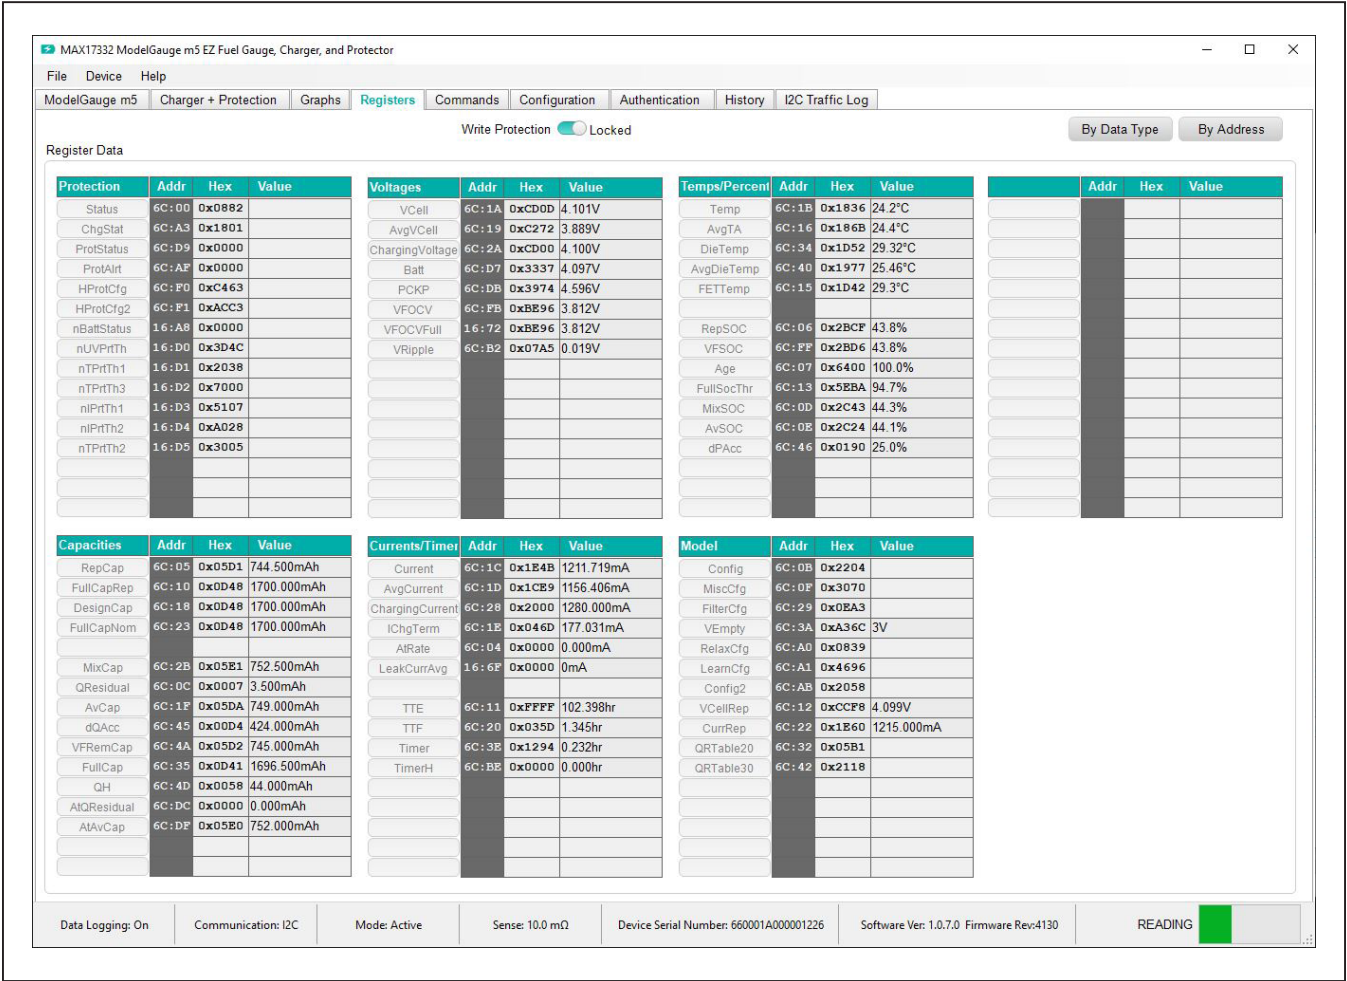 MAX17332 ModelGauge m5 EZ Fuel Gauge, Charger, and Protector
File Device Help
ModelGauge m5 Charger + Protection Graphs Registers Commands Configuration Authentication History I2C Traffic Log
Write Protection Locked By Data Type By Address
Register Data
Protection Addr Hex Value
Status 6C:00 0x0882
ChgStat 6C:A3 0x1801
ProtStatus 6C:D9 0x0000
ProtAlrt 6C:AF 0x0000
HProtCfg 6C:F0 0xC463
HProtCfg2 6C:F1 0xACC3
nBattStatus 16:A8 0x0000
nUVPrtTh 16:D0 0x3D4C
nTPrtTh1 16:D1 0x2038
nTPrtTh3 16:D2 0x7000
nIPrtTh1 16:D3 0x5107
nIPrtTh2 16:D4 0xA028
nTPrtTh2 16:D5 0x3005
Voltages Addr Hex Value
VCell 6C:1A 0xCD0D 4.101V
AvgVCell 6C:19 0xC272 3.889V
ChargingVoltage 6C:2A 0xCD00 4.100V
Batt 6C:D7 0x3337 4.097V
PCKP 6C:DB 0x3974 4.596V
VFOCV 6C:FB 0xBE96 3.812V
VFOCVFull 16:72 0xBE96 3.812V
VRipple 6C:B2 0x07A5 0.019V
Temps/Percent Addr Hex Value
Temp 6C:1B 0x1836 24.2°C
AvgTA 6C:16 0x186B 24.4°C
DieTemp 6C:34 0x1D52 29.32°C
AvgDieTemp 6C:40 0x1977 25.46°C
FETTemp 6C:15 0x1D42 29.3°C
RepSOC 6C:06 0x2BCF 43.8%
VFSOC 6C:FF 0x2BD6 43.8%
Age 6C:07 0x6400 100.0%
FullSocThr 6C:13 0x5EBA 94.7%
MixSOC 6C:0D 0x2C43 44.3%
AvSOC 6C:0E 0x2C24 44.1%
dPAcc 6C:46 0x0190 25.0%
Addr Hex Value
Capacities Addr Hex Value
RepCap 6C:05 0x05D1 744.500mAh
FullCapRep 6C:10 0x0D48 1700.000mAh
DesignCap 6C:18 0x0D48 1700.000mAh
FullCapNom 6C:23 0x0D48 1700.000mAh
MixCap 6C:2B 0x05E1 752.500mAh
QResidual 6C:0C 0x0007 3.500mAh
AvCap 6C:1F 0x05DA 749.000mAh
dQAcc 6C:45 0x00D4 424.000mAh
VFRemCap 6C:4A 0x05D2 745.000mAh
FullCap 6C:35 0x0D41 1696.500mAh
QH 6C:4D 0x0058 44.000mAh
AtQResidual 6C:DC 0x0000 0.000mAh
AtAvCap 6C:DF 0x05E0 752.000mAh
Currents/Timer Addr Hex Value
Current 6C:1C 0x1E4B 1211.719mA
AvgCurrent 6C:1D 0x1CE9 1156.406mA
ChargingCurrent 6C:28 0x2000 1280.000mA
IChgTerm 6C:1E 0x046D 177.031mA
AtRate 6C:04 0x0000 0.000mA
LeakCurrAvg 16:6F 0x0000 0mA
TTE 6C:11 0xFFFF 102.398hr
TTF 6C:20 0x035D 1.345hr
Timer 6C:3E 0x1294 0.232hr
TimerH 6C:BE 0x0000 0.000hr
Model Addr Hex Value
Config 6C:0B 0x2204
MiscCfg 6C:0F 0x3070
FilterCfg 6C:29 0x0EA3
VEmpty 6C:3A 0xA36C 3V
RelaxCfg 6C:A0 0x0839
LearnCfg 6C:A1 0x4696
Config2 6C:AB 0x2058
VCellRep 6C:12 0xCCF8 4.099V
CurrRep 6C:22 0x1E60 1215.000mA
QRTable20 6C:32 0x05B1
QRTable30 6C:42 0x2118
Data Logging: On Communication: I2C Mode: Active Sense: 10.0 mΩ Device Serial Number: 660001A000001226 Software Ver: 1.0.7.0 Firmware Rev:4130 READING